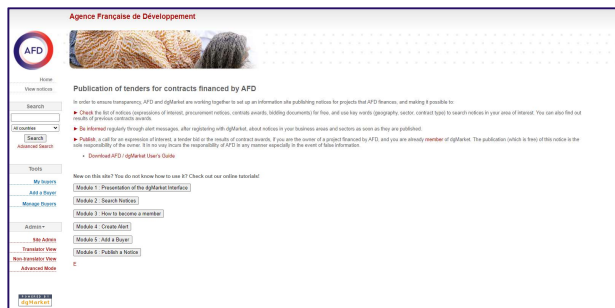 Agence Française de Développement
AFD
Home
View notices
Search
All countries
Search
Advanced Search
Tools
My buyers
Add a Buyer
Manage Buyers
Admin
Site Admin
Translator View
Non-translator View
Advanced Mode
POWERED BY
dgMarket
Publication of tenders for contracts financed by AFD
In order to ensure transparency, AFD and dgMarket are working together to set up an information site publishing notices for projects that AFD finances, and making it possible to:
► Check the list of notices (expressions of interest, procurement notices, contracts awards, bidding documents) for free, and use key words (geography, sector, contract type) to search notices in your area of interest. You can also find out
results of previous contracts awards.
► Be informed regularly through alert messages, after registering with dgMarket, about notices in your business areas and sectors as soon as they are published.
► Publish, a call for an expression of interest, a tender bid or the results of contract award. If you are the owner of a project financed by AFD, and you are already member of dgMarket. The publication (which is free) of this notice is the
sole responsibility of the owner. It in no way incurs the responsibility of AFD in any manner especially in the event of false information.
• Download AFD / dgMarket User's Guide
New on this site? You do not know how to use it? Check out our online tutorials!
Module 1 : Presentation of the dgMarket Interface
Module 2 : Search Notices
Module 3 : How to become a member
Module 4 : Create Alert
Module 5 : Add a Buyer
Module 6 : Publish a Notice
E